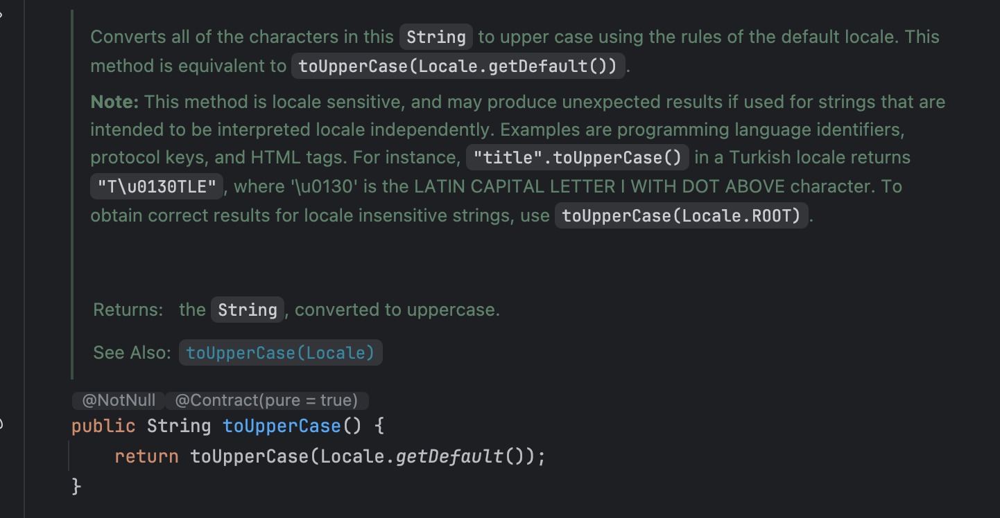 Converts all of the characters in this String to upper case using the rules of the default locale. This
method is equivalent to toUpperCase(Locale.getDefault()).
Note: This method is locale sensitive, and may produce unexpected results if used for strings that are
intended to be interpreted locale independently. Examples are programming language identifiers,
protocol keys, and HTML tags. For instance, "title".toUpperCase() in a Turkish locale returns
"T\u0130TLE", where '\u0130' is the LATIN CAPITAL LETTER I WITH DOT ABOVE character. To
obtain correct results for locale insensitive strings, use toUpperCase(Locale.ROOT).
Returns: the String, converted to uppercase.
See Also: toUpperCase(Locale)
@NotNull @Contract(pure = true)
public String toUpperCase() {
    return toUpperCase(Locale.getDefault());
}